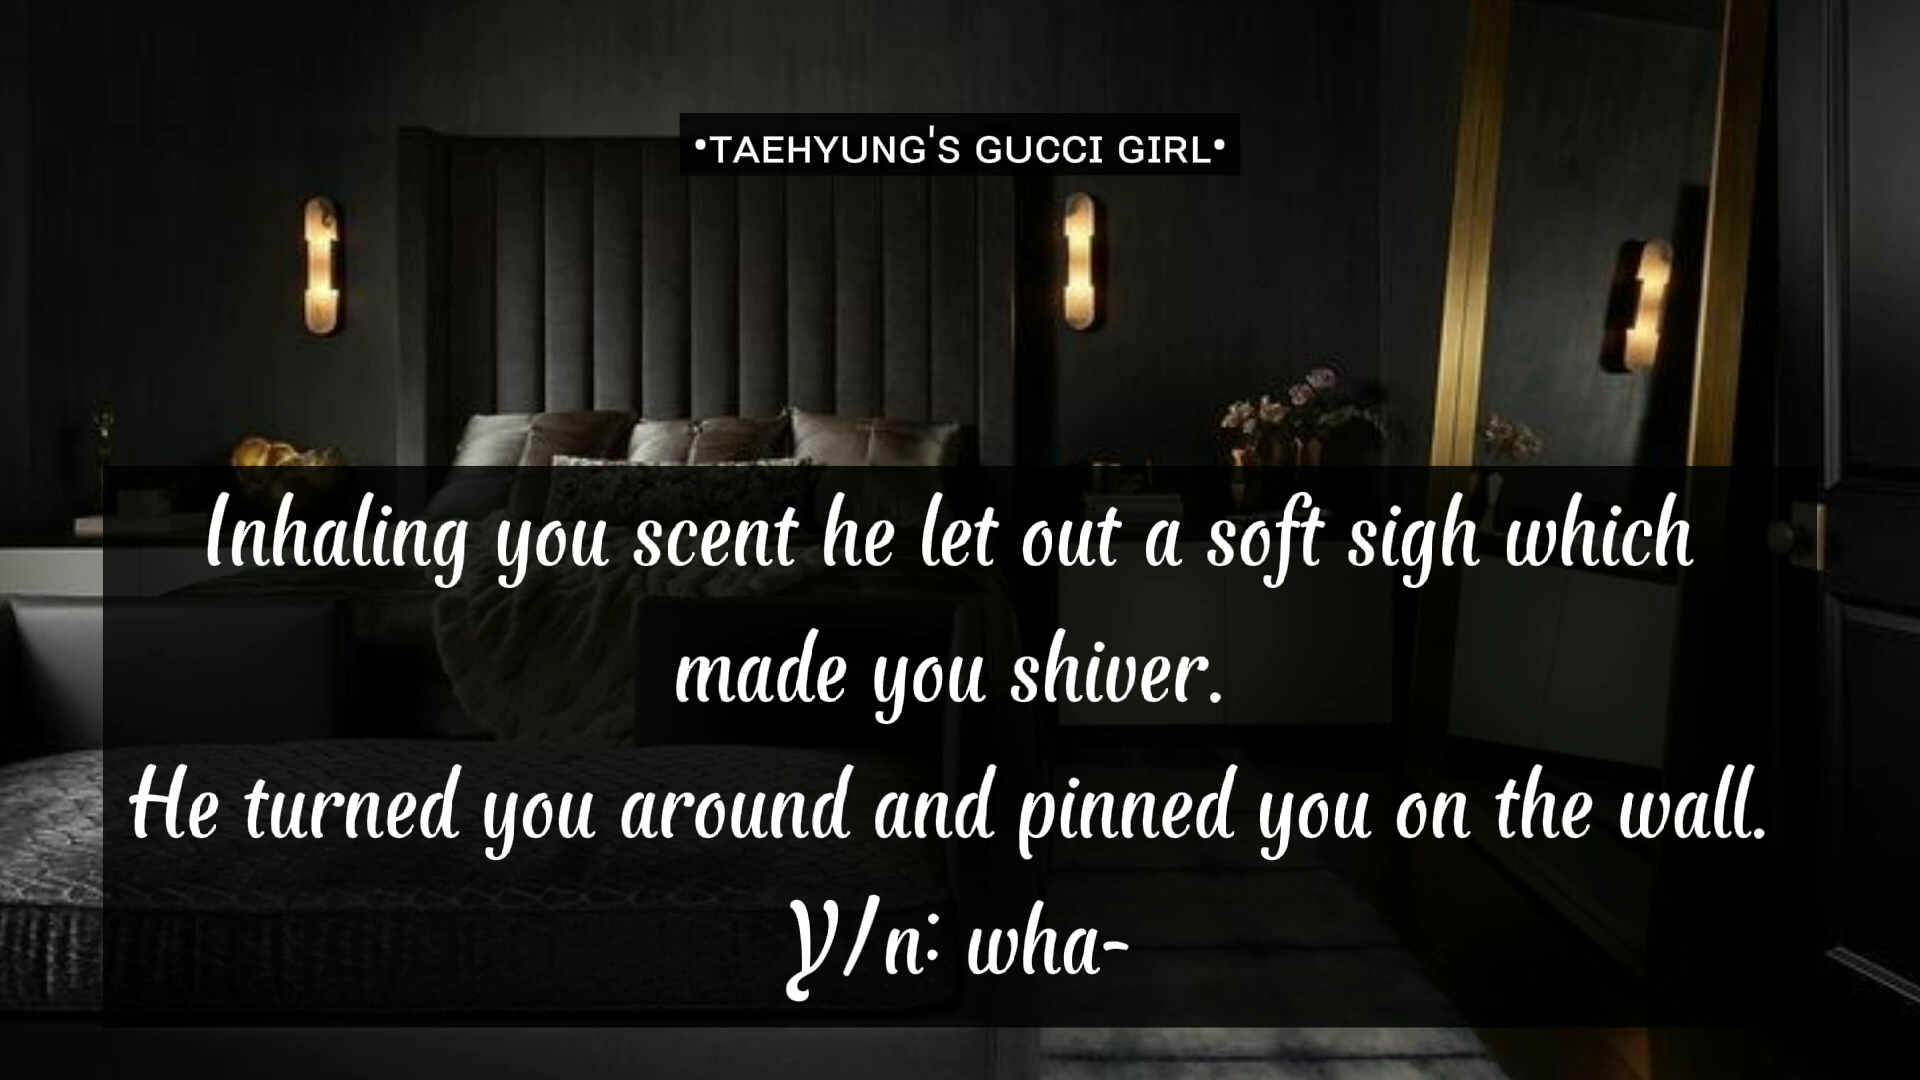 •TAEHYUNG'S GUCCI GIRL•
Inhaling you scent he let out a soft sigh which
made you shiver.
He turned you around and pinned you on the wall.
Y/n: wha-